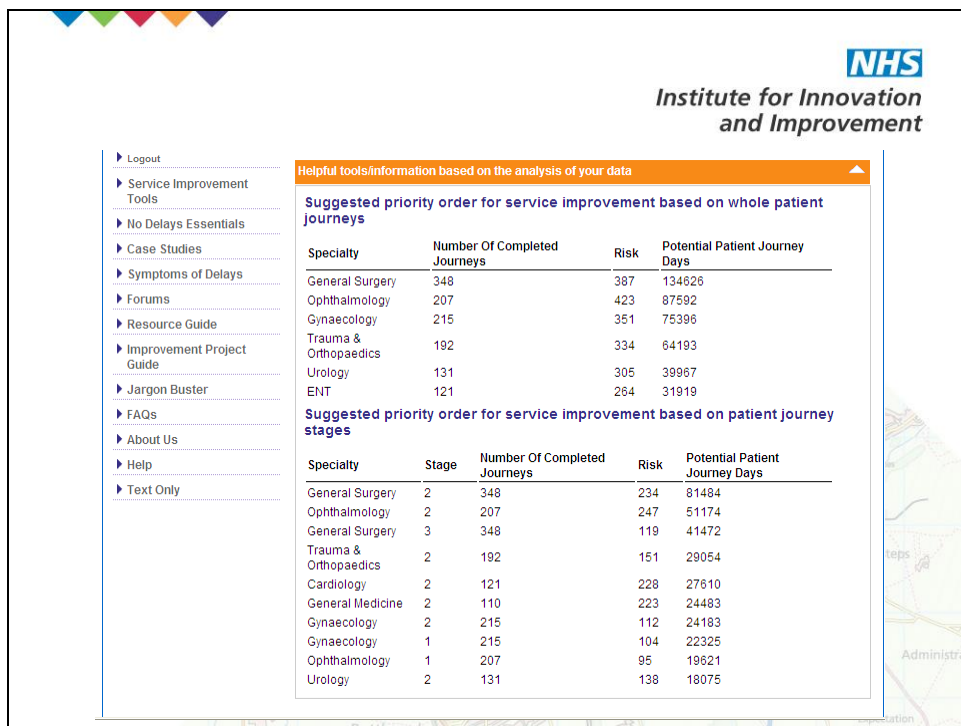 NHS
Institute for Innovation
and Improvement
Logout
Service Improvement
Tools
No Delays Essentials
Case Studies
Symptoms of Delays
Forums
Resource Guide
Improvement Project
Guide
Jargon Buster
FAQs
About Us
Help
Text Only
Helpful tools/information based on the analysis of your data
Suggested priority order for service improvement based on whole patient
journeys
Specialty Number Of Completed Journeys Risk Potential Patient Journey Days
General Surgery 348 387 134626
Ophthalmology 207 423 87592
Gynaecology 215 351 75396
Trauma & Orthopaedics 192 334 64193
Urology 131 305 39967
ENT 121 264 31919
Suggested priority order for service improvement based on patient journey
stages
Specialty Stage Number Of Completed Journeys Risk Potential Patient Journey Days
General Surgery 2 348 234 81484
Ophthalmology 2 207 247 51174
General Surgery 3 348 119 41472
Trauma & Orthopaedics 2 192 151 29054
Cardiology 2 121 228 27610
General Medicine 2 110 223 24483
Gynaecology 2 215 112 24183
Gynaecology 1 215 104 22325
Ophthalmology 1 207 95 19621
Urology 2 131 138 18075
teps
Administra